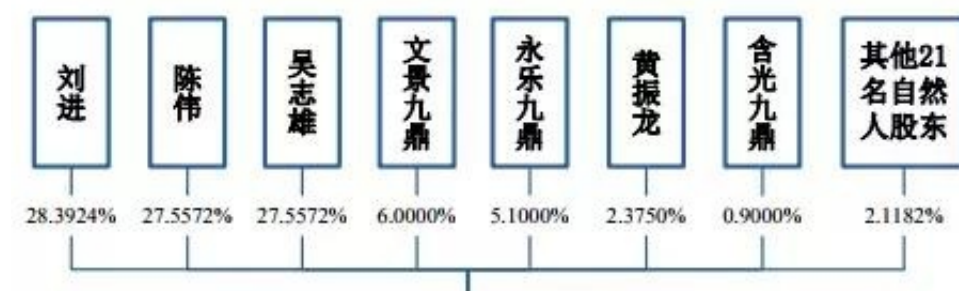 刘进
陈伟
吴志雄
文景九鼎
永乐九鼎
黄振龙
含光九鼎
其他21
名自然
人股东
28.3924%
27.5572%
27.5572%
6.0000%
5.1000%
2.3750%
0.9000%
2.1182%